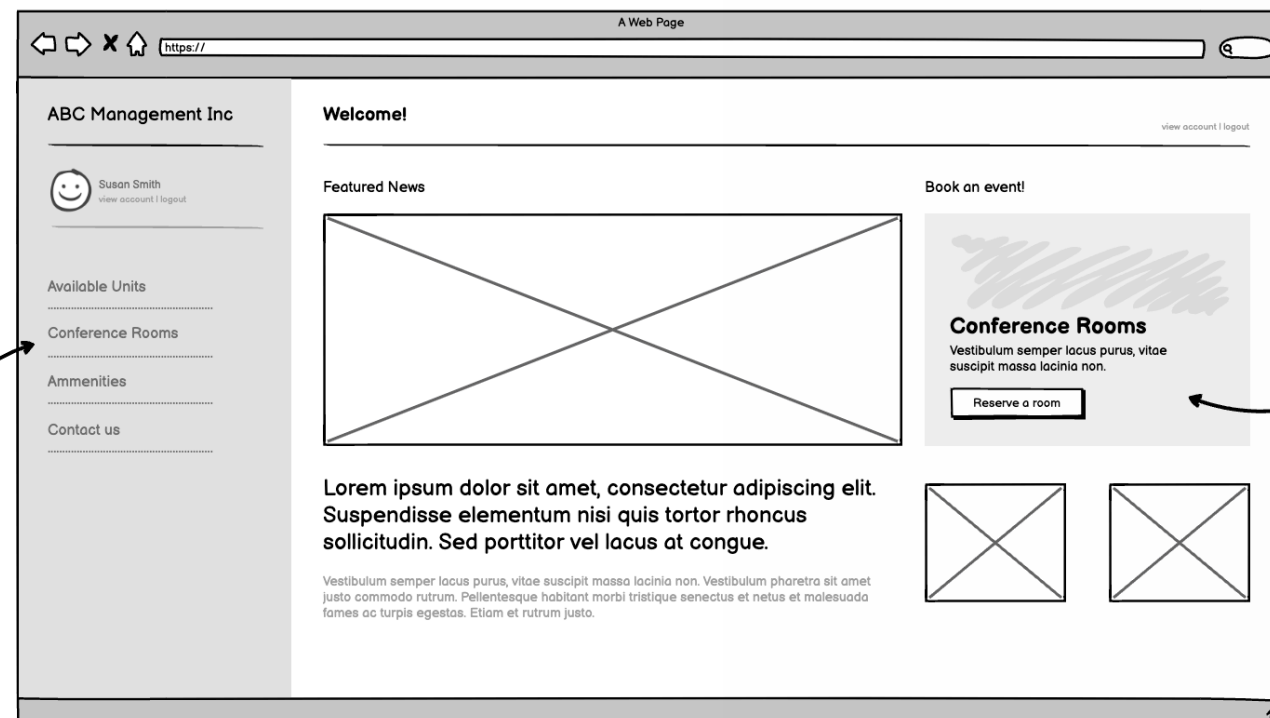 A Web Page
https://
ABC Management Inc
Susan Smith
view account | logout
Available Units
Conference Rooms
Ammenities
Contact us
Welcome!
view account | logout
Featured News
Lorem ipsum dolor sit amet, consectetur adipiscing elit.
Suspendisse elementum nisi quis tortor rhoncus
sollicitudin. Sed porttitor vel lacus at congue.
Vestibulum semper lacus purus, vitae suscipit massa lacinia non. Vestibulum pharetra sit amet
justo commodo rutrum. Pellentesque habitant morbi tristique senectus et netus et malesuada
fames ac turpis egestas. Etiam et rutrum justo.
Book an event!
Conference Rooms
Vestibulum semper lacus purus, vitae
suscipit massa lacinia non.
Reserve a room